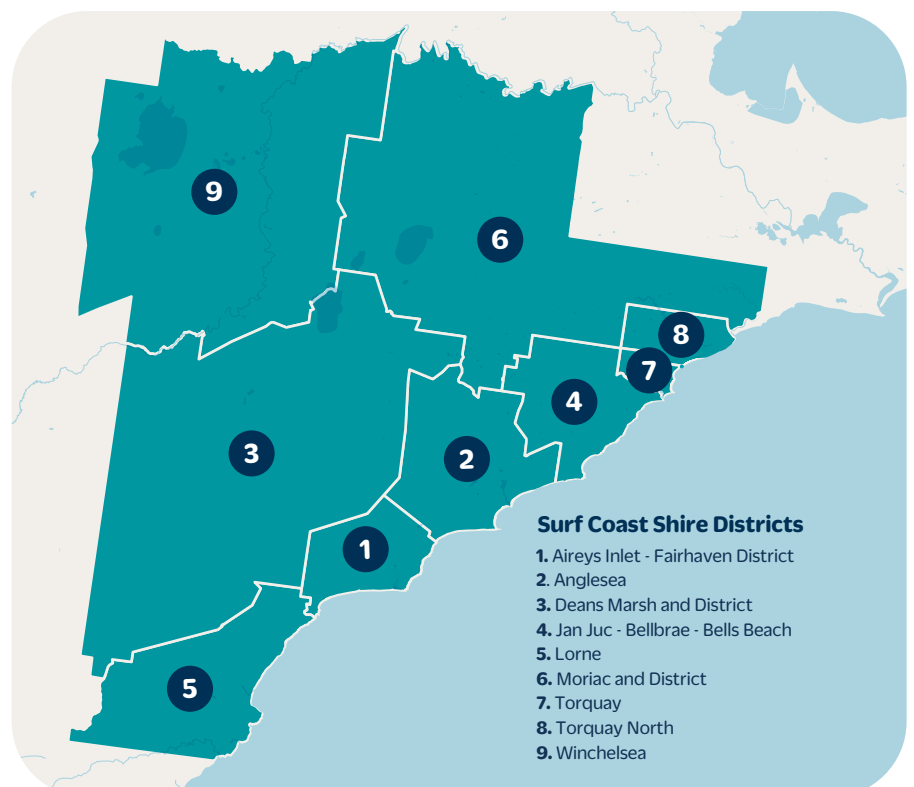 9
6
8
7
4
3
2
1
5
Surf Coast Shire Districts
1. Aireys Inlet - Fairhaven District
2. Anglesea
3. Deans Marsh and District
4. Jan Juc - Bellbrae - Bells Beach
5. Lorne
6. Moriac and District
7. Torquay
8. Torquay North
9. Winchelsea